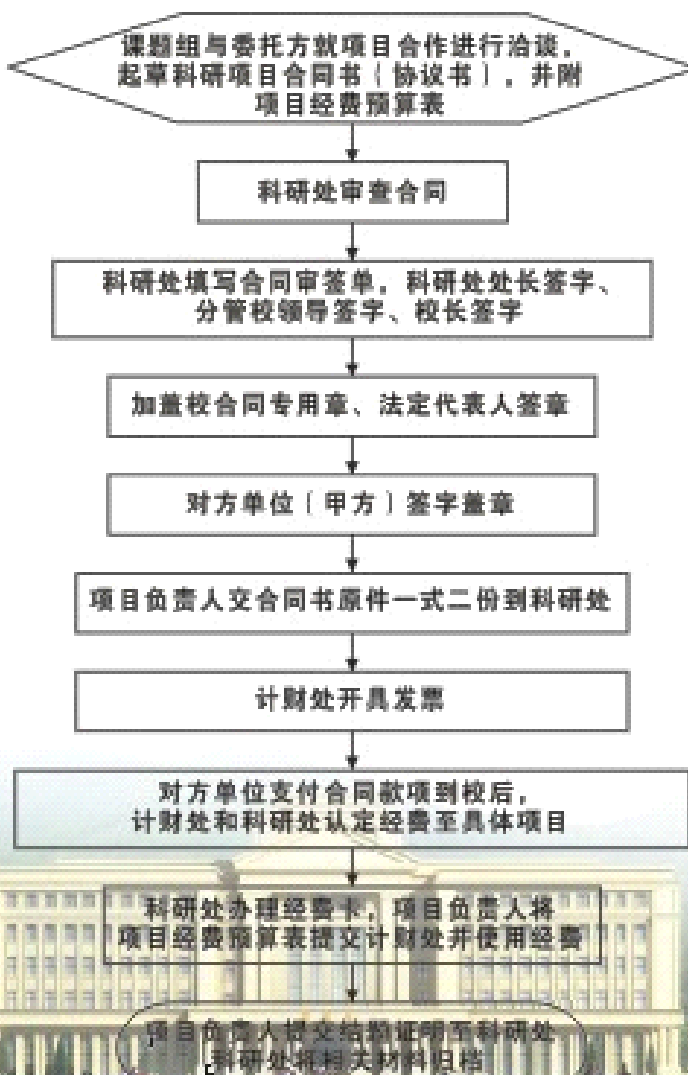 课题组与委托方就项目合作进行洽谈，
起草科研项目合同书（协议书），并附
项目经费预算表
科研处审查合同
科研处填写合同审签单，科研处处长签字、
分管校领导签字、校长签字
加盖校合同专用章、法定代表人签章
对方单位（甲方）签字盖章
项目负责人交合同书原件一式二份到科研处
计财处开具发票
对方单位支付合同款项到校后，
计财处和科研处认定经费至具体项目
科研处办理经费卡，项目负责人将
项目经费预算表提交计财处并使用经费
项目负责人提交结题证明至科研处
科研处将相关材料归档